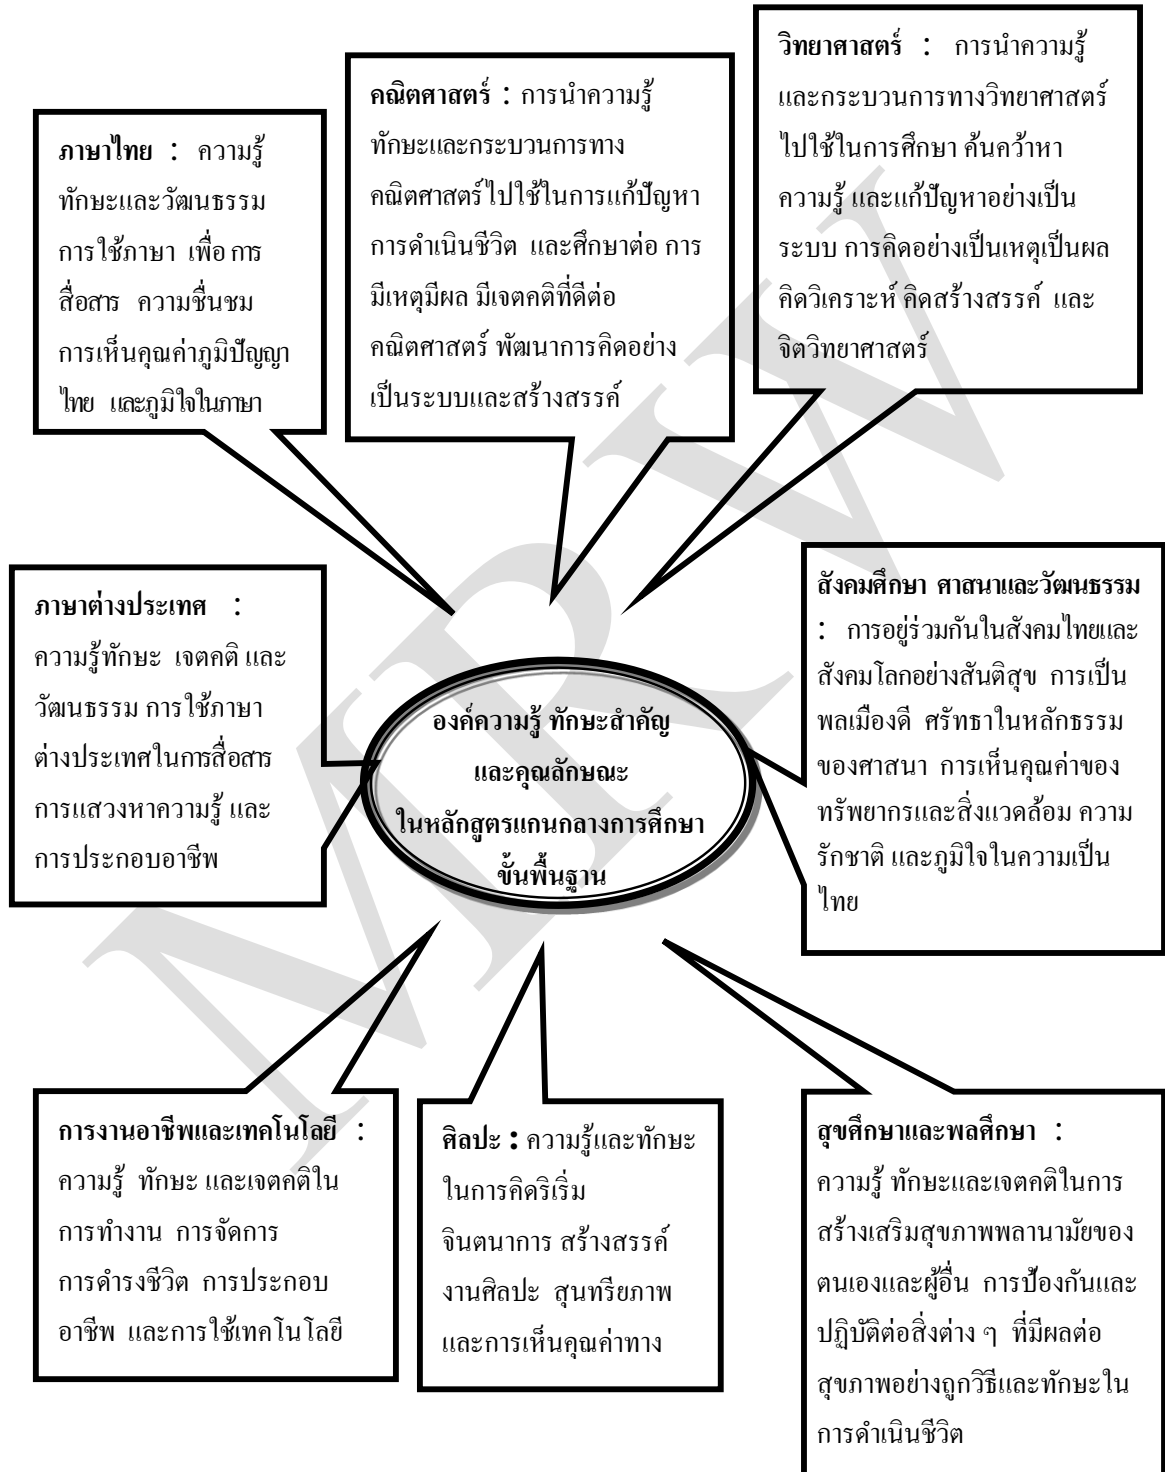 ภาษาไทย : ความรู้
ทักษะและวัฒนธรรม
การใช้ภาษา เพื่อ การ
สื่อสาร ความชื่นชม
การเห็นคุณค่าภูมิปัญญา
ไทย และภูมิใจในภาษา
คณิตศาสตร์ : การนำความรู้
ทักษะและกระบวนการทาง
คณิตศาสตร์ไปใช้ในการแก้ปัญหา
การดำเนินชีวิต และศึกษาต่อ การ
มีเหตุมีผล มีเจตคติที่ดีต่อ
คณิตศาสตร์ พัฒนาการคิดอย่าง
เป็นระบบและสร้างสรรค์
วิทยาศาสตร์ : การนำความรู้
และกระบวนการทางวิทยาศาสตร์
ไปใช้ในการศึกษา ค้นคว้าหา
ความรู้ และแก้ปัญหาอย่างเป็น
ระบบ การคิดอย่างเป็นเหตุเป็นผล
คิดวิเคราะห์ คิดสร้างสรรค์ และ
จิตวิทยาศาสตร์
ภาษาต่างประเทศ :
ความรู้ทักษะ เจตคติ และ
วัฒนธรรม การใช้ภาษา
ต่างประเทศในการสื่อสาร
การแสวงหาความรู้ และ
การประกอบอาชีพ
องค์ความรู้ ทักษะสำคัญ
และคุณลักษณะ
ในหลักสูตรแกนกลางการศึกษา
ขั้นพื้นฐาน
สังคมศึกษา ศาสนาและวัฒนธรรม
: การอยู่ร่วมกันในสังคมไทยและ
สังคมโลกอย่างสันติสุข การเป็น
พลเมืองดี ศรัทธาในหลักธรรม
ของศาสนา การเห็นคุณค่าของ
ทรัพยากรและสิ่งแวดล้อม ความ
รักชาติ และภูมิใจในความเป็น
ไทย
การงานอาชีพและเทคโนโลยี :
ความรู้ ทักษะ และเจตคติใน
การทำงาน การจัดการ
การดำรงชีวิต การประกอบ
อาชีพ และการใช้เทคโนโลยี
ศิลปะ : ความรู้และทักษะ
ในการคิดริเริ่ม
จินตนาการ สร้างสรรค์
งานศิลปะ สุนทรียภาพ
และการเห็นคุณค่าทาง
สุขศึกษาและพลศึกษา :
ความรู้ ทักษะและเจตคติในการ
สร้างเสริมสุขภาพพลานามัยของ
ตนเองและผู้อื่น การป้องกันและ
ปฏิบัติต่อสิ่งต่าง ๆ ที่มีผลต่อ
สุขภาพอย่างถูกวิธีและทักษะใน
การดำเนินชีวิต
MRW